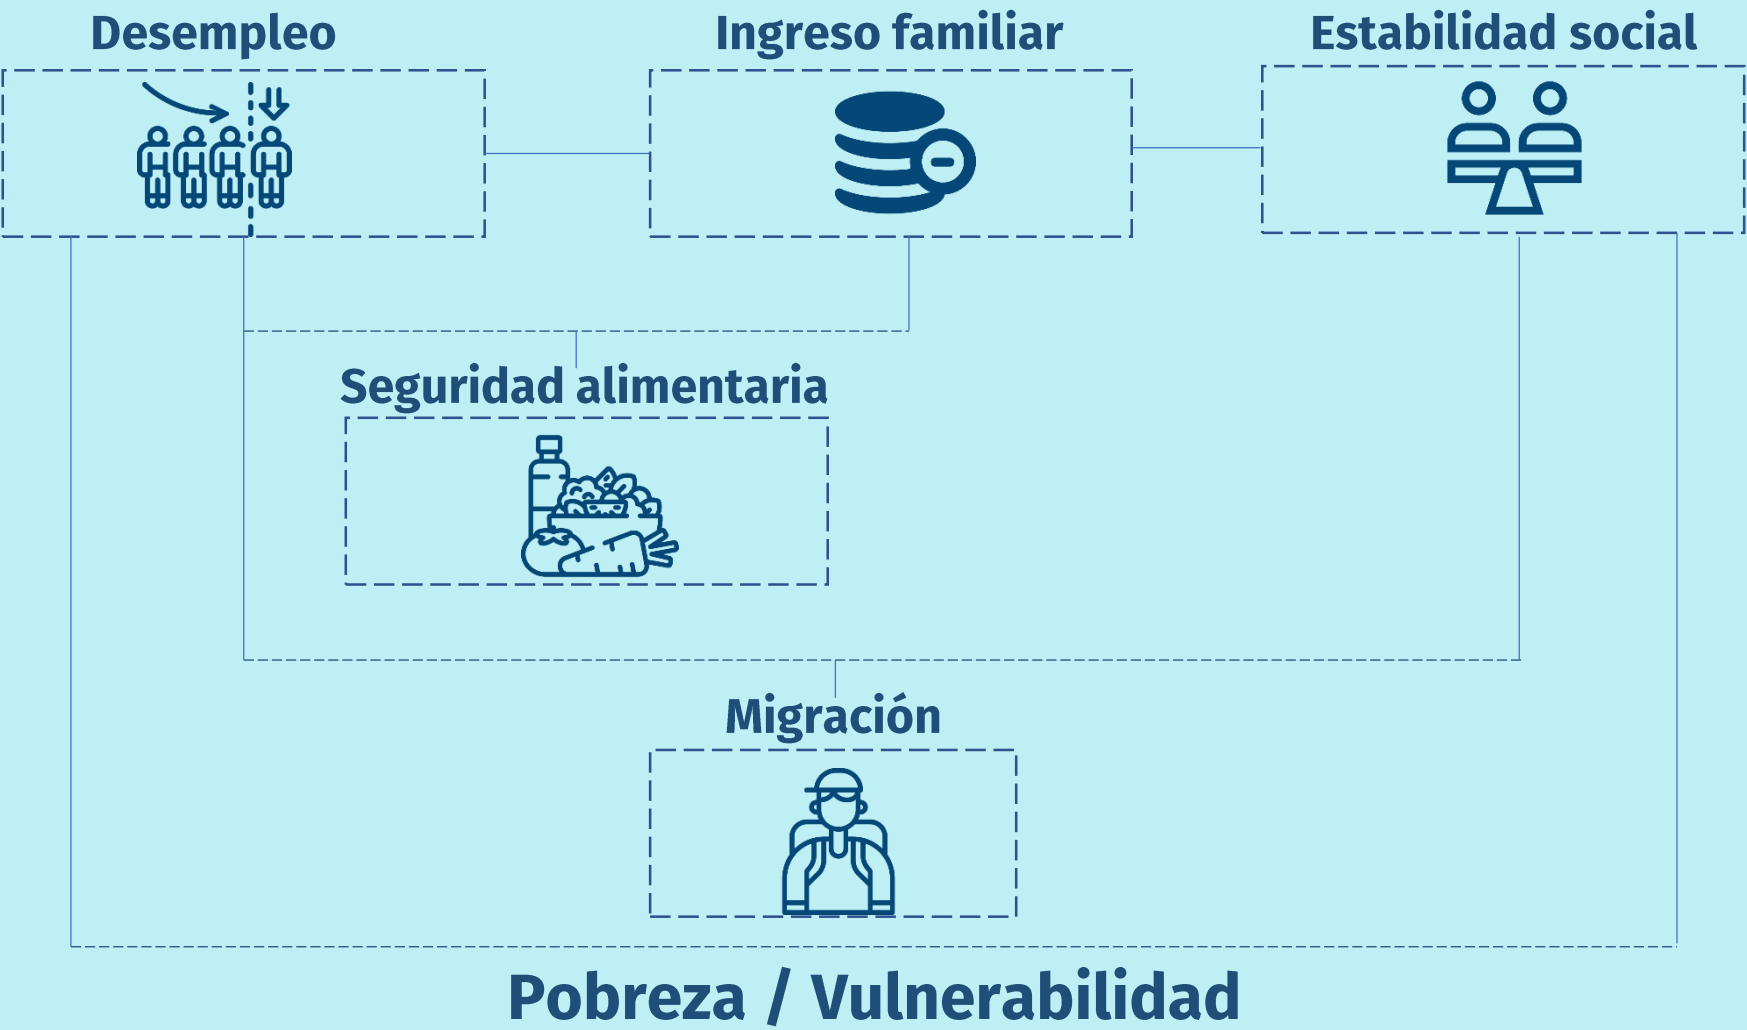 Desempleo
Ingreso familiar
Estabilidad social
Seguridad alimentaria
Migración
Pobreza / Vulnerabilidad